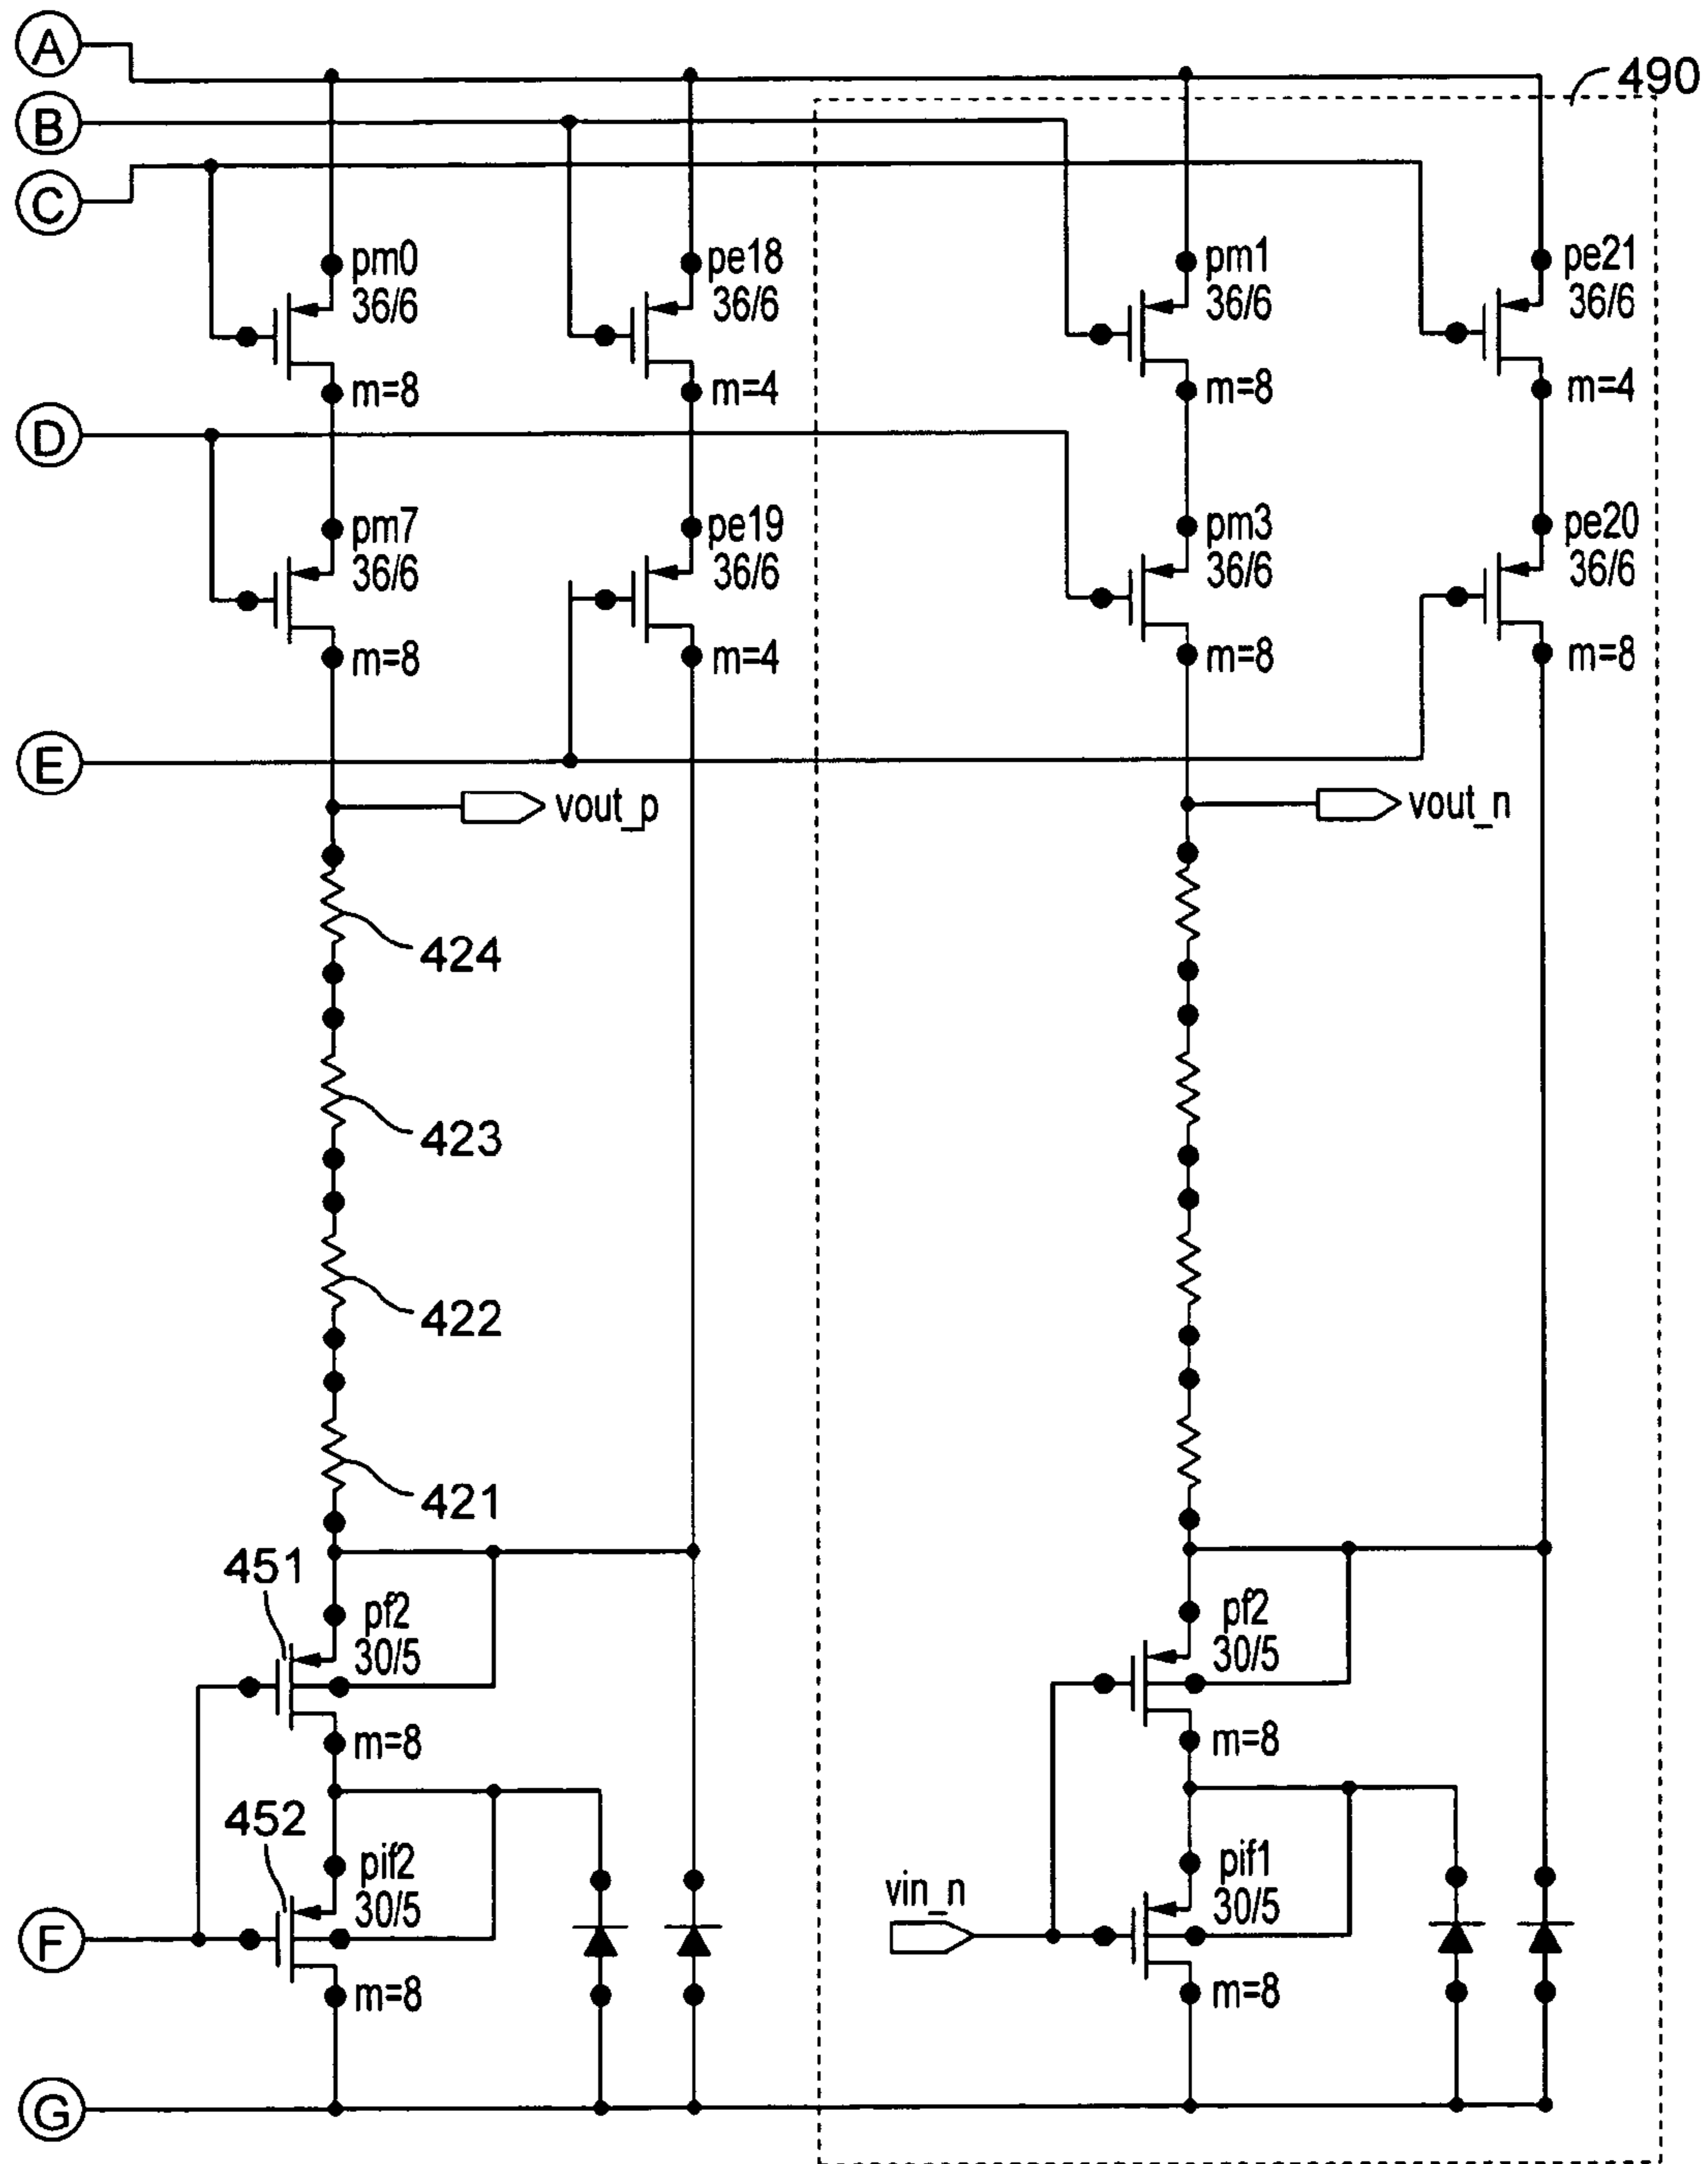 A
490
B
C
pm0
36/6
m=8
pe18
36/6
m=4
pm1
36/6
m=8
pe21
36/6
m=4
D
pm7
36/6
m=8
pe19
36/6
m=4
pm3
36/6
m=8
pe20
36/6
m=8
E
vout_p
vout_n
424
423
422
421
451
pf2
30/5
m=8
pf2
30/5
m=8
452
pif2
30/5
m=8
vin_n
pif1
30/5
m=8
F
G